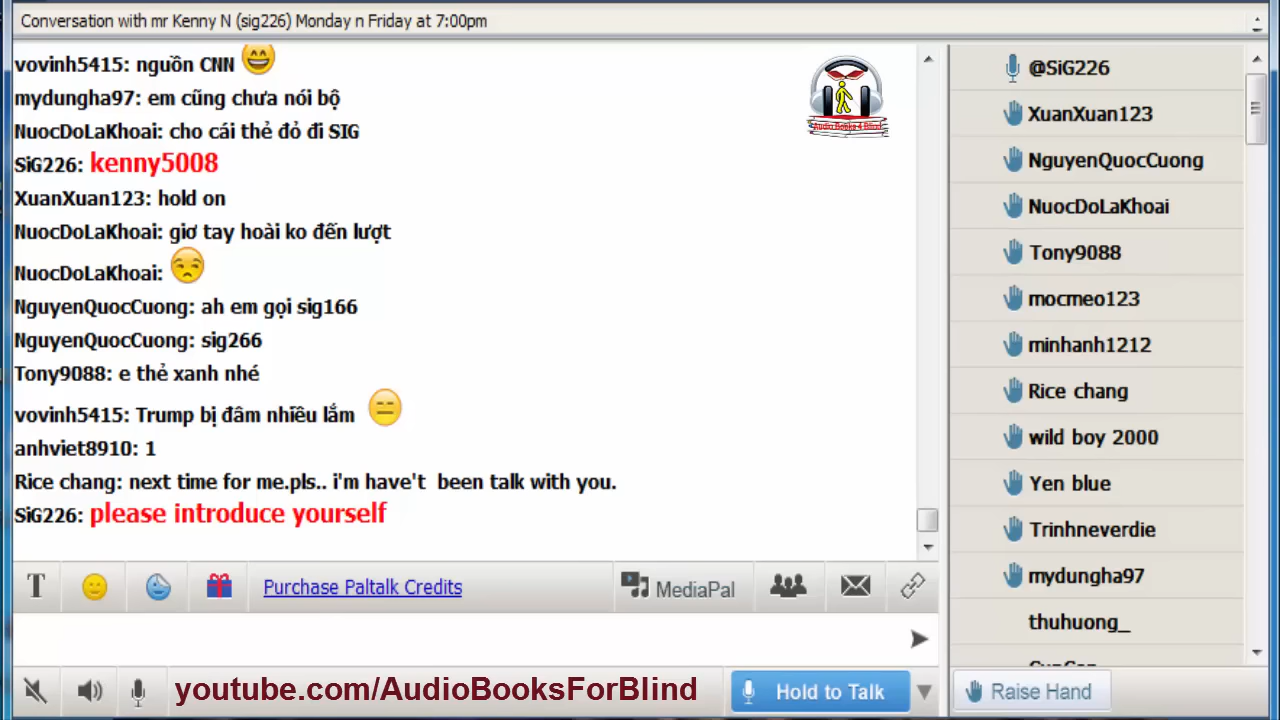 Conversation with mr Kenny N (sig226) Monday n Friday at 7:00pm
vovinh5415: nguồn CNN
mydungha97: em cũng chưa nói bộ
NuocDoLaKhoai: cho cái thẻ đỏ đi SIG
SiG226: kenny5008
XuanXuan123: hold on
NuocDoLaKhoai: giơ tay hoài ko đến lượt
NuocDoLaKhoai:
NguyenQuocCuong: ah em gọi sig166
NguyenQuocCuong: sig266
Tony9088: e thẻ xanh nhé
vovinh5415: Trump bị đâm nhiều lắm
anhviet8910: 1
Rice chang: next time for me.pls.. i'm have't been talk with you.
SiG226: please introduce yourself
Audio Books 4 Blind
@SiG226
XuanXuan123
NguyenQuocCuong
NuocDoLaKhoai
Tony9088
mocmeo123
minhanh1212
Rice chang
wild boy 2000
Yen blue
Trinhneverdie
mydungha97
thuhuong_
T
Purchase Paltalk Credits
MediaPal
youtube.com/AudioBooksForBlind
Hold to Talk
Raise Hand